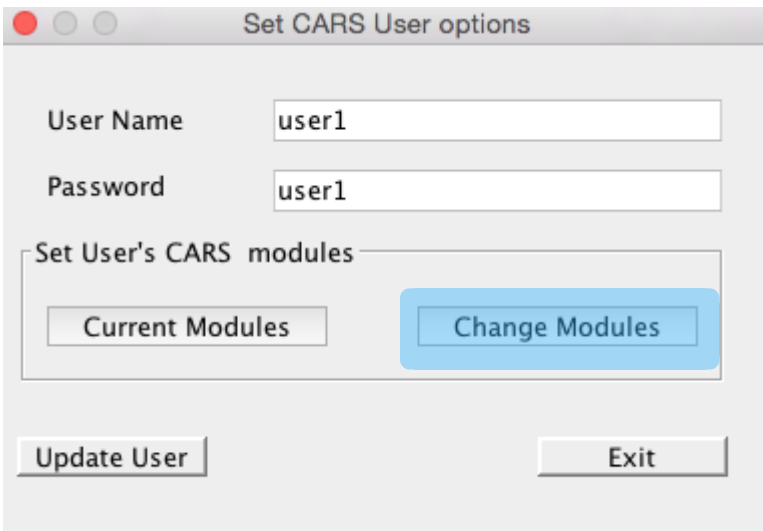 Set CARS User options
User Name user1
Password user1
Set User's CARS modules
Current Modules Change Modules
Update User Exit